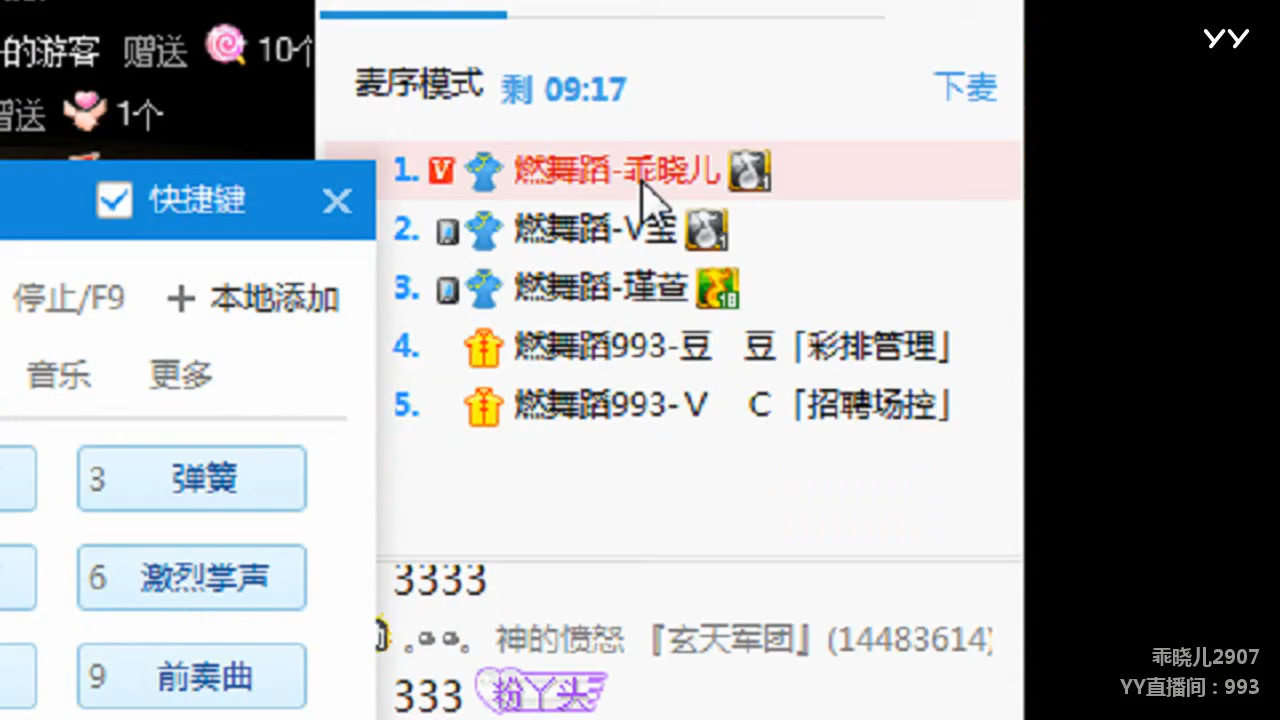 的游客 赠送 10个
赠送 1个
YY
麦序模式 剩 09:17 下麦
1. V 燃舞蹈-乖晓儿 1
2. 燃舞蹈-V莹 1
3. 燃舞蹈-瑾萱 18
4. 燃舞蹈993-豆 豆「彩排管理」
5. 燃舞蹈993-V C「招聘场控」
快捷键
停止/F9 + 本地添加
音乐 更多
3 弹簧
6 激烈掌声
9 前奏曲
3333
神的愤怒 『玄天军团』(14483614)
333 粉丫头
乖晓儿2907
YY直播间：993